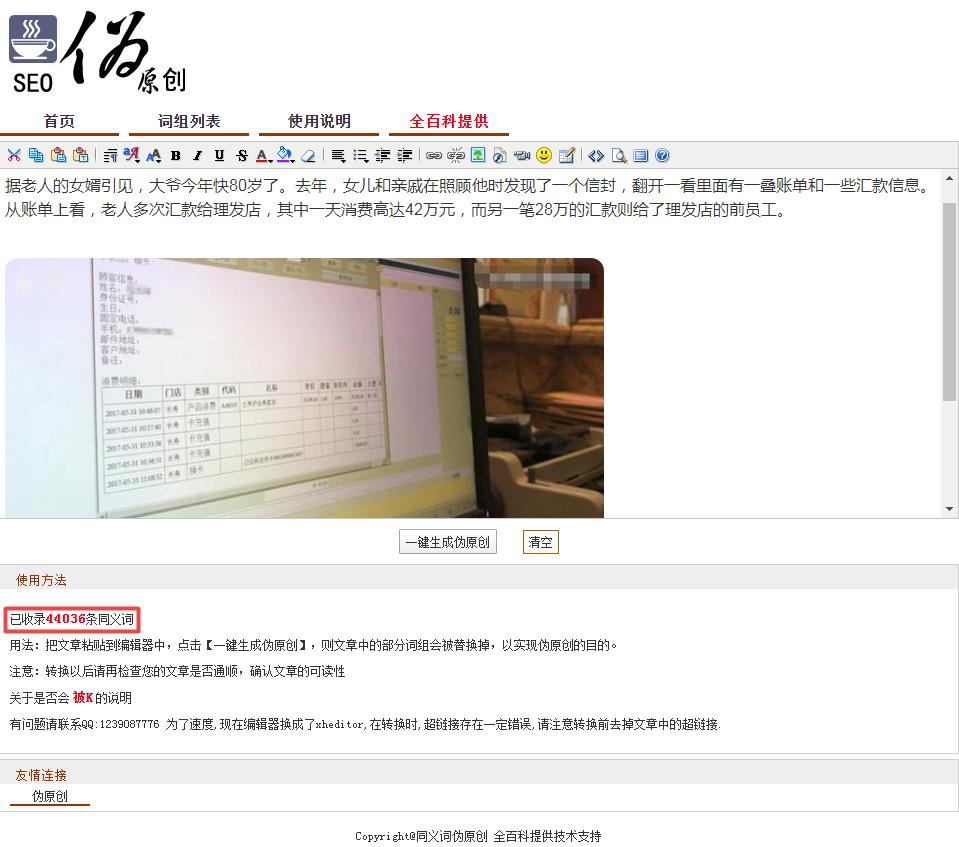 SEO 伪原创
首页 词组列表 使用说明 全百科提供
据老人的女婿引见，大爷今年快80岁了。去年，女儿和亲戚在照顾他时发现了一个信封，翻开一看里面有一叠账单和一些汇款信息。
从账单上看，老人多次汇款给理发店，其中一天消费高达42万元，而另一笔28万的汇款则给了理发店的前员工。
顾客信息：
姓名：
身份证号：
生日：
固定电话：
手机：
邮件地址：
客户地址：
备注：
消费明细：
日期 门店 类别 代码 名称 单价 数量 折扣率 金额
2017-05-31 10:46:07 长寿 产品消费
2017-05-31 10:27:40 长寿 卡充值
2017-05-31 10:33:36 长寿 卡充值
2017-05-31 10:56:31 长寿 卡充值
2017-05-31 11:08:32 长寿 换卡
一键生成伪原创 清空
使用方法
已收录44036条同义词
用法：把文章粘贴到编辑器中，点击【一键生成伪原创】，则文章中的部分词组会被替换掉，以实现伪原创的目的。
注意：转换以后请再检查您的文章是否通顺，确认文章的可读性
关于是否会 被K 的说明
有问题请联系QQ:1239087776 为了速度,现在编辑器换成了xheditor,在转换时,超链接存在一定错误,请注意转换前去掉文章中的超链接.
友情连接
伪原创
Copyright@同义词伪原创 全百科提供技术支持